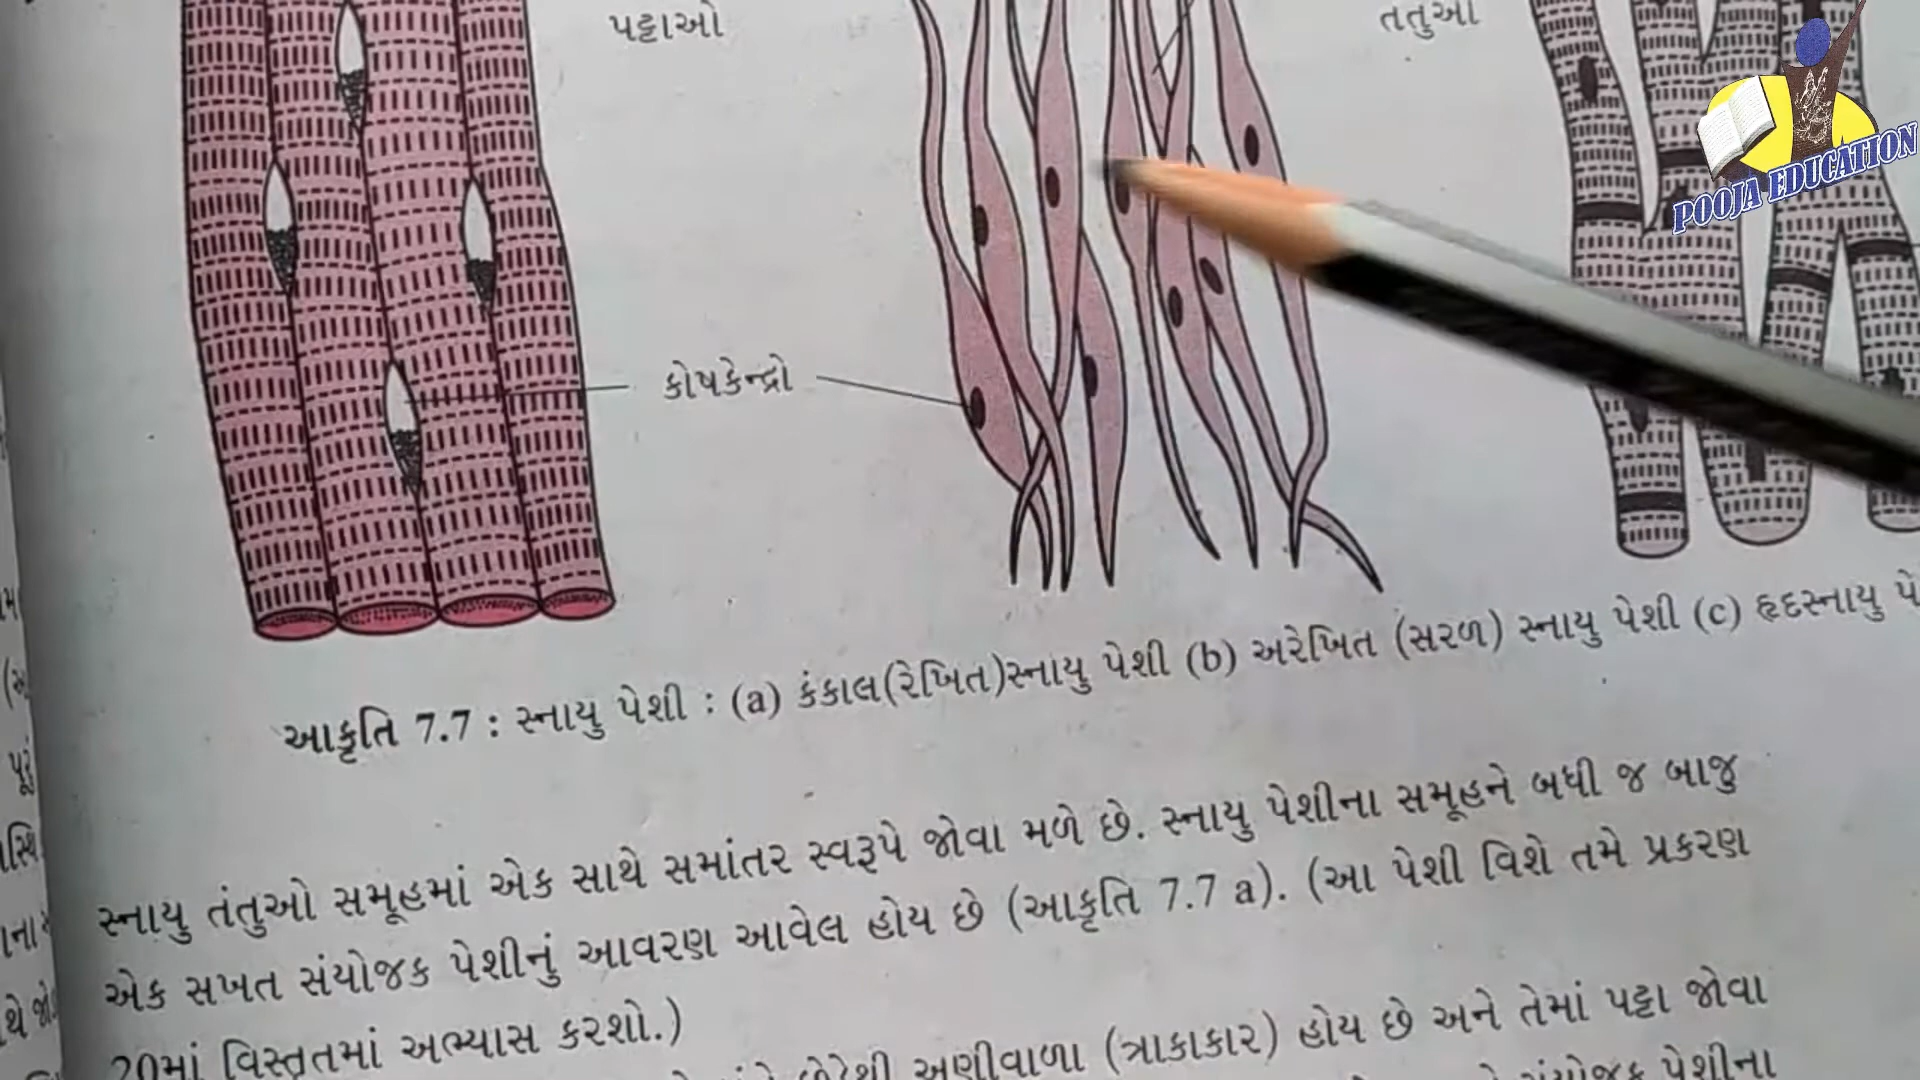 પટ્ટાઓ
તંતુઓ
POOJA EDUCATION
કોષકેન્દ્રો
આકૃતિ 7.7 : સ્નાયુ પેશી : (a) કંકાલ(રેખિત)સ્નાયુ પેશી (b) અરેખિત (સરળ) સ્નાયુ પેશી (c) હૃદસ્નાયુ
સ્નાયુ તંતુઓ સમૂહમાં એક સાથે સમાંતર સ્વરૂપે જોવા મળે છે. સ્નાયુ પેશીના સમૂહને બધી જ બાજુ
એક સખત સંયોજક પેશીનું આવરણ આવેલ હોય છે (આકૃતિ 7.7 a). (આ પેશી વિશે તમે પ્રકરણ
20માં વિસ્તૃતમાં અભ્યાસ કરશો.)
છેડેથી અણીવાળા (ત્રાકાકાર) હોય છે અને તેમાં પટ્ટા જોવા
સંયોજક પેશીના